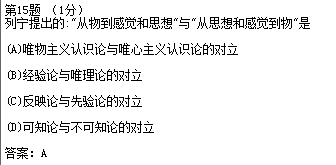 第15题 （1分）
列宁提出的:“从物到感觉和思想“与“从思想和感觉到物“是
(A)唯物主义认识论与唯心主义认识论的对立
(B)经验论与唯理论的对立
(C)反映论与先验论的对立
(D)可知论与不可知论的对立
答案: A